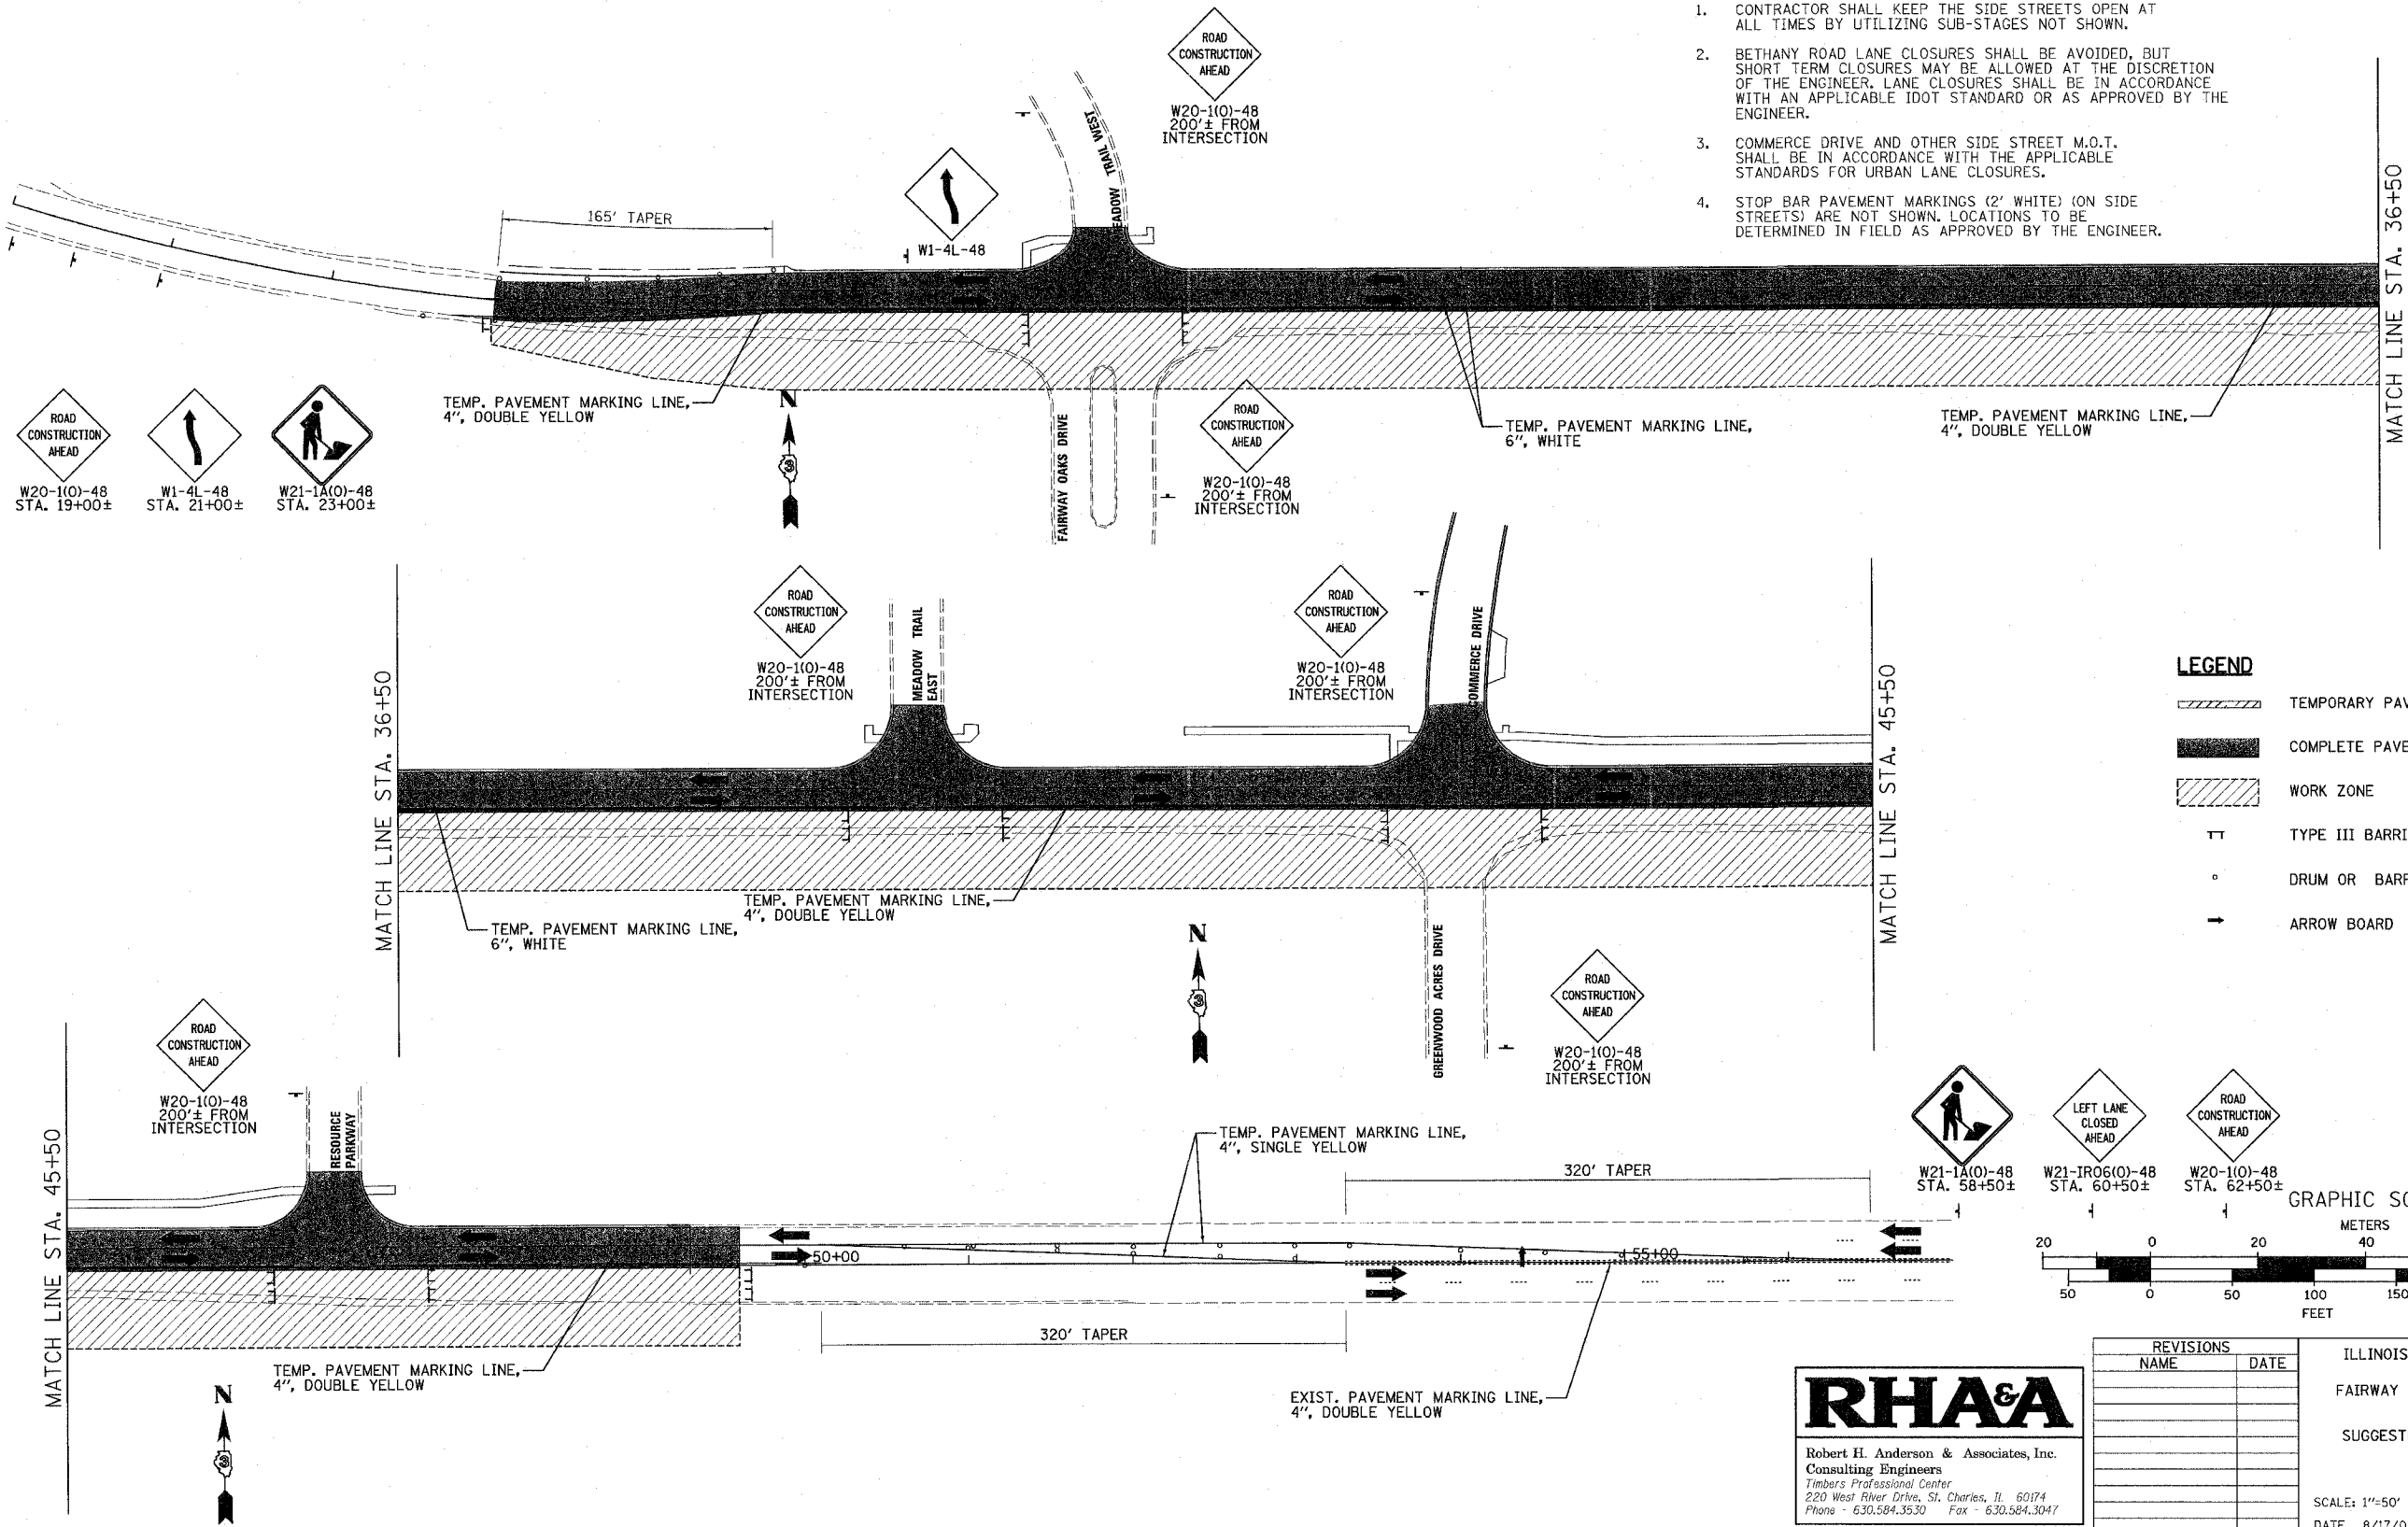 1. CONTRACTOR SHALL KEEP THE SIDE STREETS OPEN AT
ALL TIMES BY UTILIZING SUB-STAGES NOT SHOWN.
2. BETHANY ROAD LANE CLOSURES SHALL BE AVOIDED, BUT
SHORT TERM CLOSURES MAY BE ALLOWED AT THE DISCRETION
OF THE ENGINEER. LANE CLOSURES SHALL BE IN ACCORDANCE
WITH AN APPLICABLE IDOT STANDARD OR AS APPROVED BY THE
ENGINEER.
3. COMMERCE DRIVE AND OTHER SIDE STREET M.O.T.
SHALL BE IN ACCORDANCE WITH THE APPLICABLE
STANDARDS FOR URBAN LANE CLOSURES.
4. STOP BAR PAVEMENT MARKINGS (2' WHITE) (ON SIDE
STREETS) ARE NOT SHOWN. LOCATIONS TO BE
DETERMINED IN FIELD AS APPROVED BY THE ENGINEER.
ROAD
CONSTRUCTION
AHEAD
W20-1(O)-48
200'± FROM
INTERSECTION
EADOW TRAIL WEST
165' TAPER
W1-4L-48
MATCH LINE STA. 36+50
ROAD
CONSTRUCTION
AHEAD
W20-1(O)-48
STA. 19+00±
W1-4L-48
STA. 21+00±
W21-1A(O)-48
STA. 23+00±
TEMP. PAVEMENT MARKING LINE,
4", DOUBLE YELLOW
N
3
FAIRWAY OAKS DRIVE
ROAD
CONSTRUCTION
AHEAD
W20-1(O)-48
200'± FROM
INTERSECTION
TEMP. PAVEMENT MARKING LINE,
6", WHITE
TEMP. PAVEMENT MARKING LINE,
4", DOUBLE YELLOW
MATCH LINE STA. 36+50
ROAD
CONSTRUCTION
AHEAD
W20-1(O)-48
200'± FROM
INTERSECTION
MEADOW TRAIL
EAST
ROAD
CONSTRUCTION
AHEAD
W20-1(O)-48
200'± FROM
INTERSECTION
COMMERCE DRIVE
MATCH LINE STA. 45+50
TEMP. PAVEMENT MARKING LINE,
6", WHITE
TEMP. PAVEMENT MARKING LINE,
4", DOUBLE YELLOW
N
3
GREENWOOD ACRES DRIVE
ROAD
CONSTRUCTION
AHEAD
W20-1(O)-48
200'± FROM
INTERSECTION
LEGEND
TEMPORARY PAV
COMPLETE PAVE
WORK ZONE
TYPE III BARRI
DRUM OR BARR
ARROW BOARD
MATCH LINE STA. 45+50
ROAD
CONSTRUCTION
AHEAD
W20-1(O)-48
200'± FROM
INTERSECTION
RESOURCE
PARKWAY
TEMP. PAVEMENT MARKING LINE,
4", SINGLE YELLOW
320' TAPER
W21-1A(O)-48
STA. 58+50±
LEFT LANE
CLOSED
AHEAD
W21-IR06(O)-48
STA. 60+50±
ROAD
CONSTRUCTION
AHEAD
W20-1(O)-48
STA. 62+50±
50+00
55+00
320' TAPER
TEMP. PAVEMENT MARKING LINE,
4", DOUBLE YELLOW
EXIST. PAVEMENT MARKING LINE,
4", DOUBLE YELLOW
N
3
GRAPHIC SC
METERS
20 0 20 40
50 0 50 100 150
FEET
RHA&A
Robert H. Anderson & Associates, Inc.
Consulting Engineers
Timbers Professional Center
220 West River Drive, St. Charles, IL 60174
Phone - 630.584.3530 Fax - 630.584.3047
REVISIONS
NAME DATE
ILLINOIS
FAIRWAY
SUGGEST
SCALE: 1"=50'
DATE 8/17/0